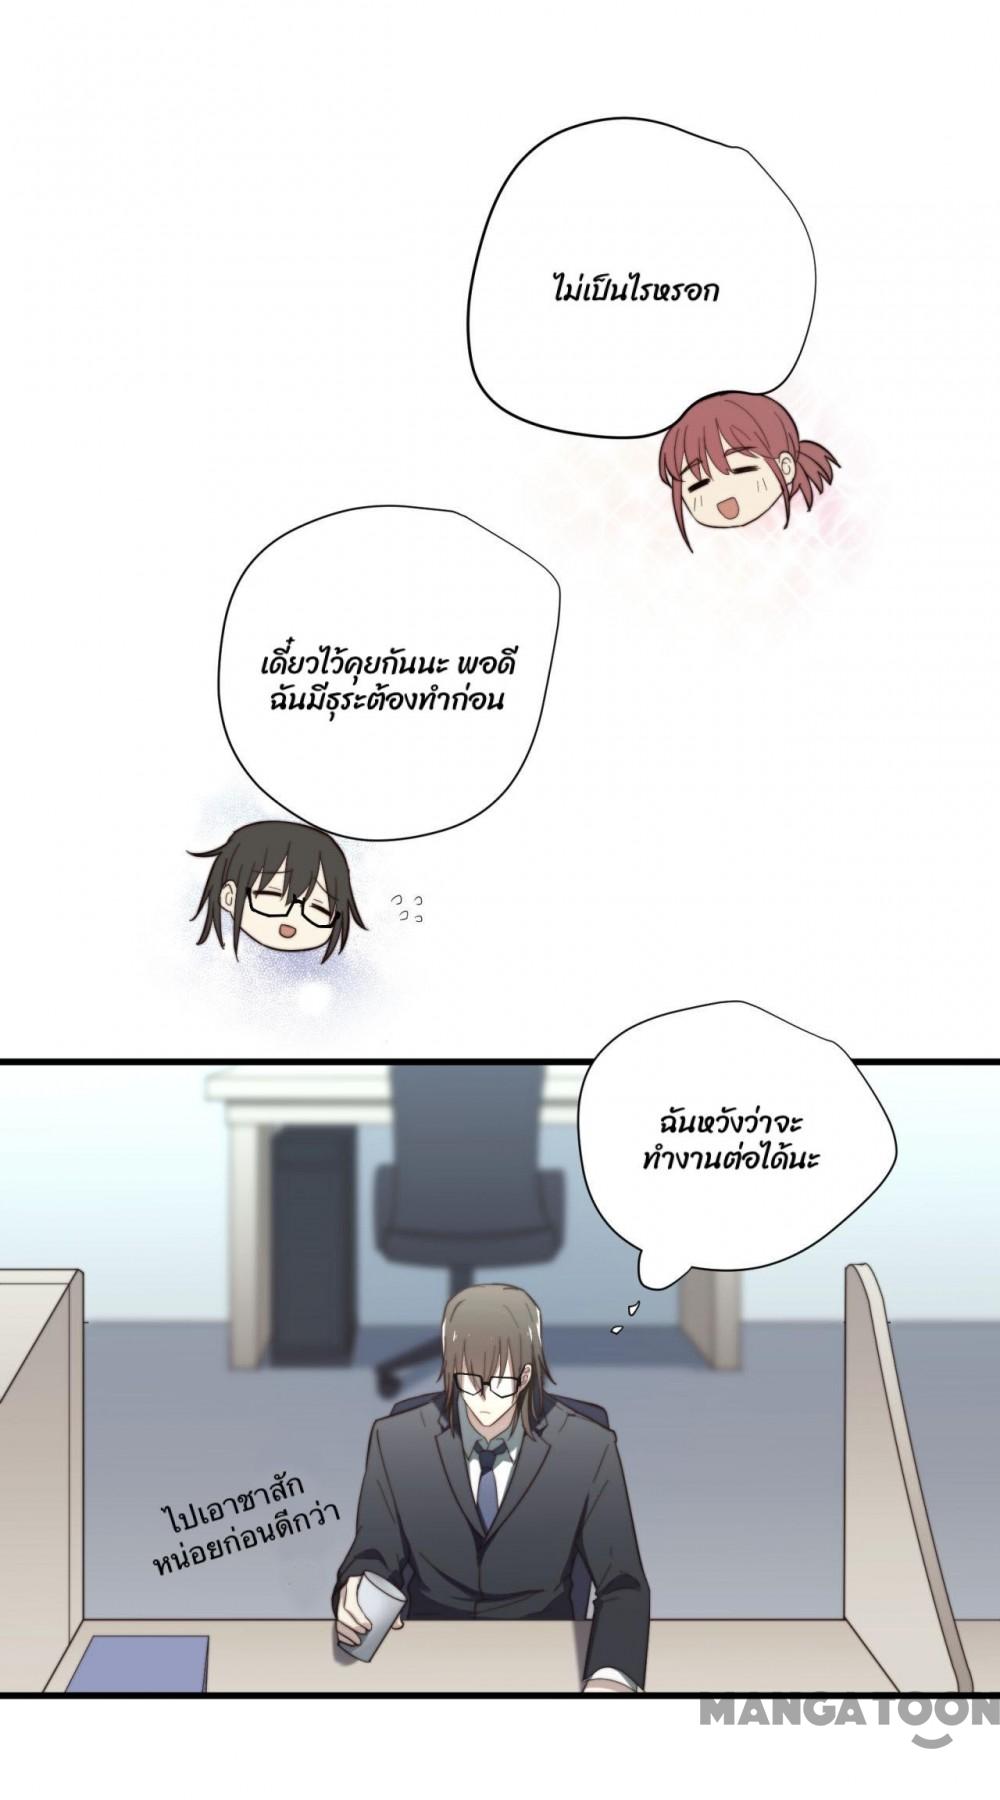 ไม่เป็นไรหรอก
เดี๋ยวไว้คุยกันนะ พอดี
ฉันมีธุระต้องทำก่อน
ฉันหวังว่าจะ
ทำงานต่อได้นะ
ไปเอาชาสัก
หน่อยก่อนดีกว่า
MANGATOON